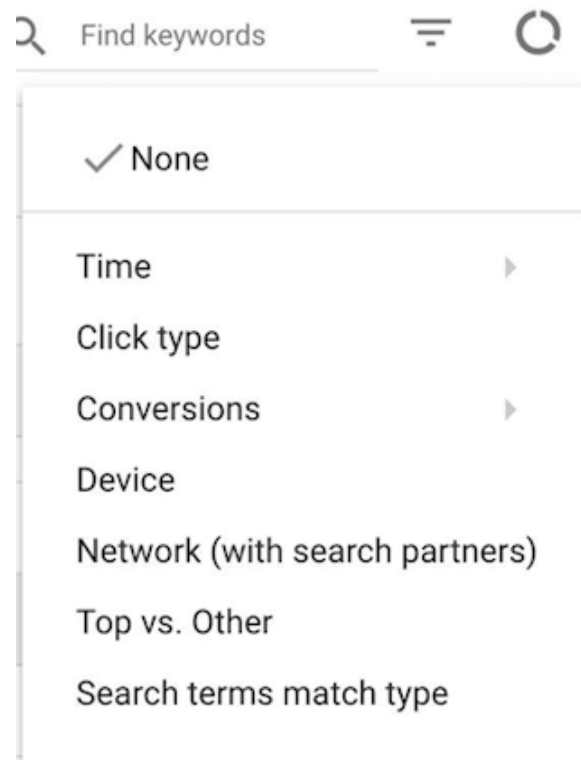 Find keywords
None
Time
Click type
Conversions
Device
Network (with search partners)
Top vs. Other
Search terms match type